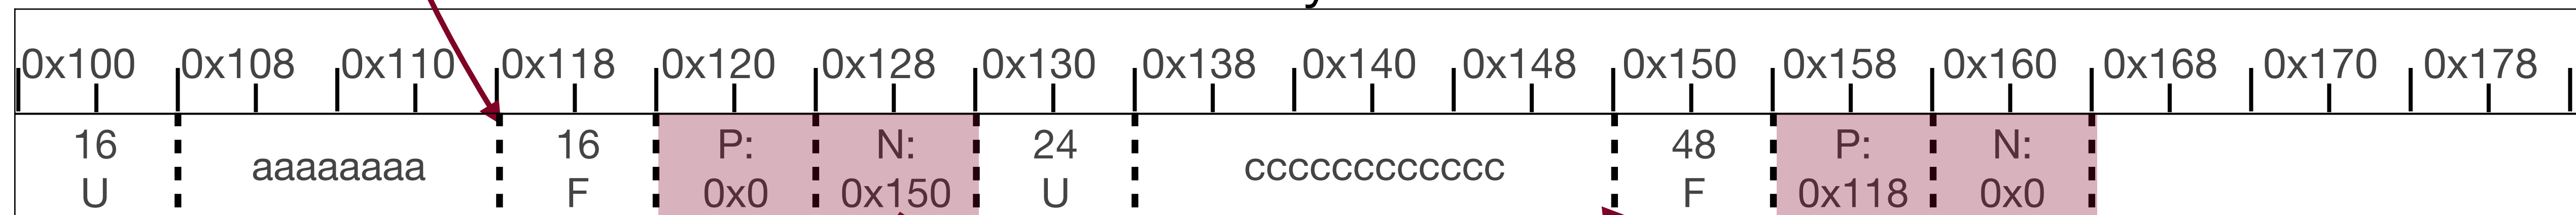 0x100 0x108 0x110 0x118 0x120 0x128 0x130 0x138 0x140 0x148 0x150 0x158 0x160 0x168 0x170 0x178
16 16 P: N: 24 48 P: N:
aaaaaaaa cccccccccccc
U F 0x0 0x150 U F 0x118 0x0